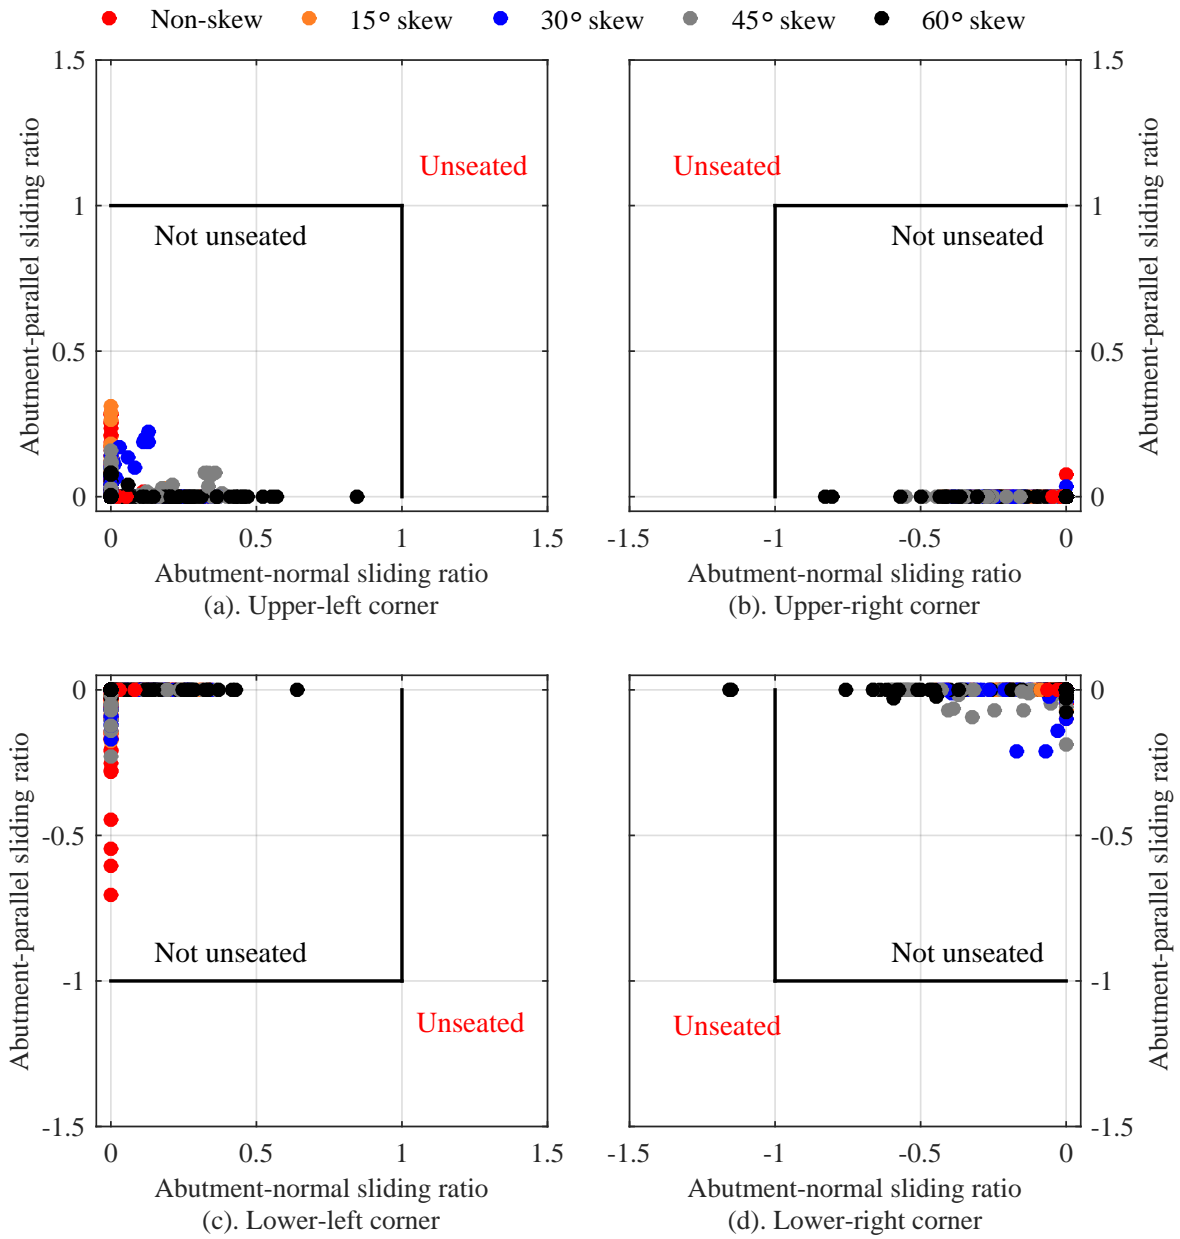 Non-skew 15° skew 30° skew 45° skew 60° skew
1.5
1
0.5
0
Abutment-parallel sliding ratio
Unseated
Not unseated
0 0.5 1 1.5
Abutment-normal sliding ratio
(a). Upper-left corner
Unseated
Not unseated
1.5
1
0.5
0
Abutment-parallel sliding ratio
-1.5 -1 -0.5 0
Abutment-normal sliding ratio
(b). Upper-right corner
0
-0.5
-1
-1.5
Abutment-parallel sliding ratio
Not unseated
Unseated
0 0.5 1 1.5
Abutment-normal sliding ratio
(c). Lower-left corner
Not unseated
Unseated
0
-0.5
-1
-1.5
Abutment-parallel sliding ratio
-1.5 -1 -0.5 0
Abutment-normal sliding ratio
(d). Lower-right corner